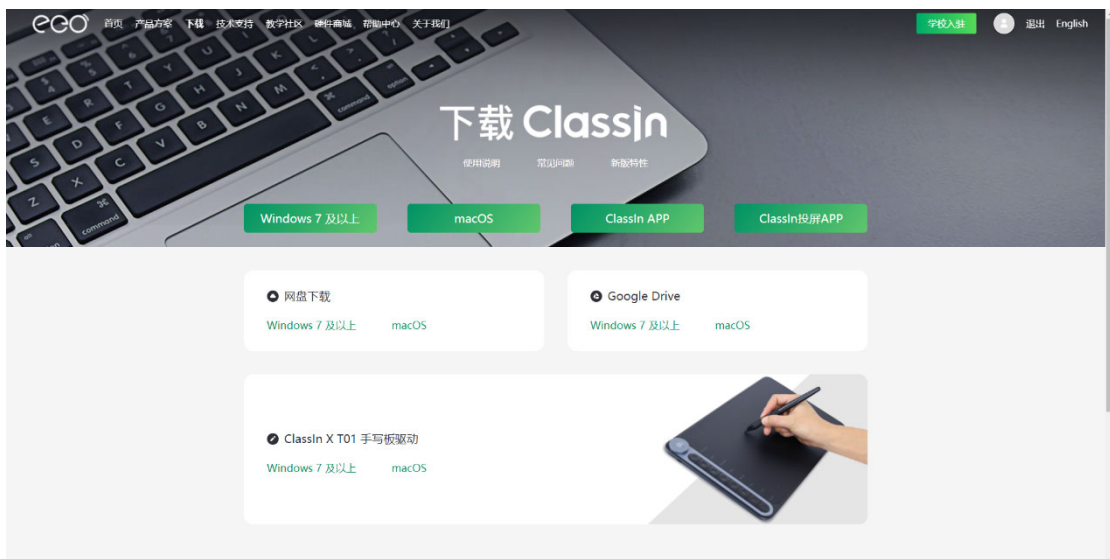 eeo 首页 产品方案 下载 技术支持 教学社区 硬件商城 帮助中心 关于我们 学校入驻 退出 English
下载 ClassIn
使用说明 常见问题 新版特性
Windows 7 及以上 macOS ClassIn APP ClassIn投屏APP
网盘下载
Windows 7 及以上 macOS
Google Drive
Windows 7 及以上 macOS
ClassIn X T01 手写板驱动
Windows 7 及以上 macOS